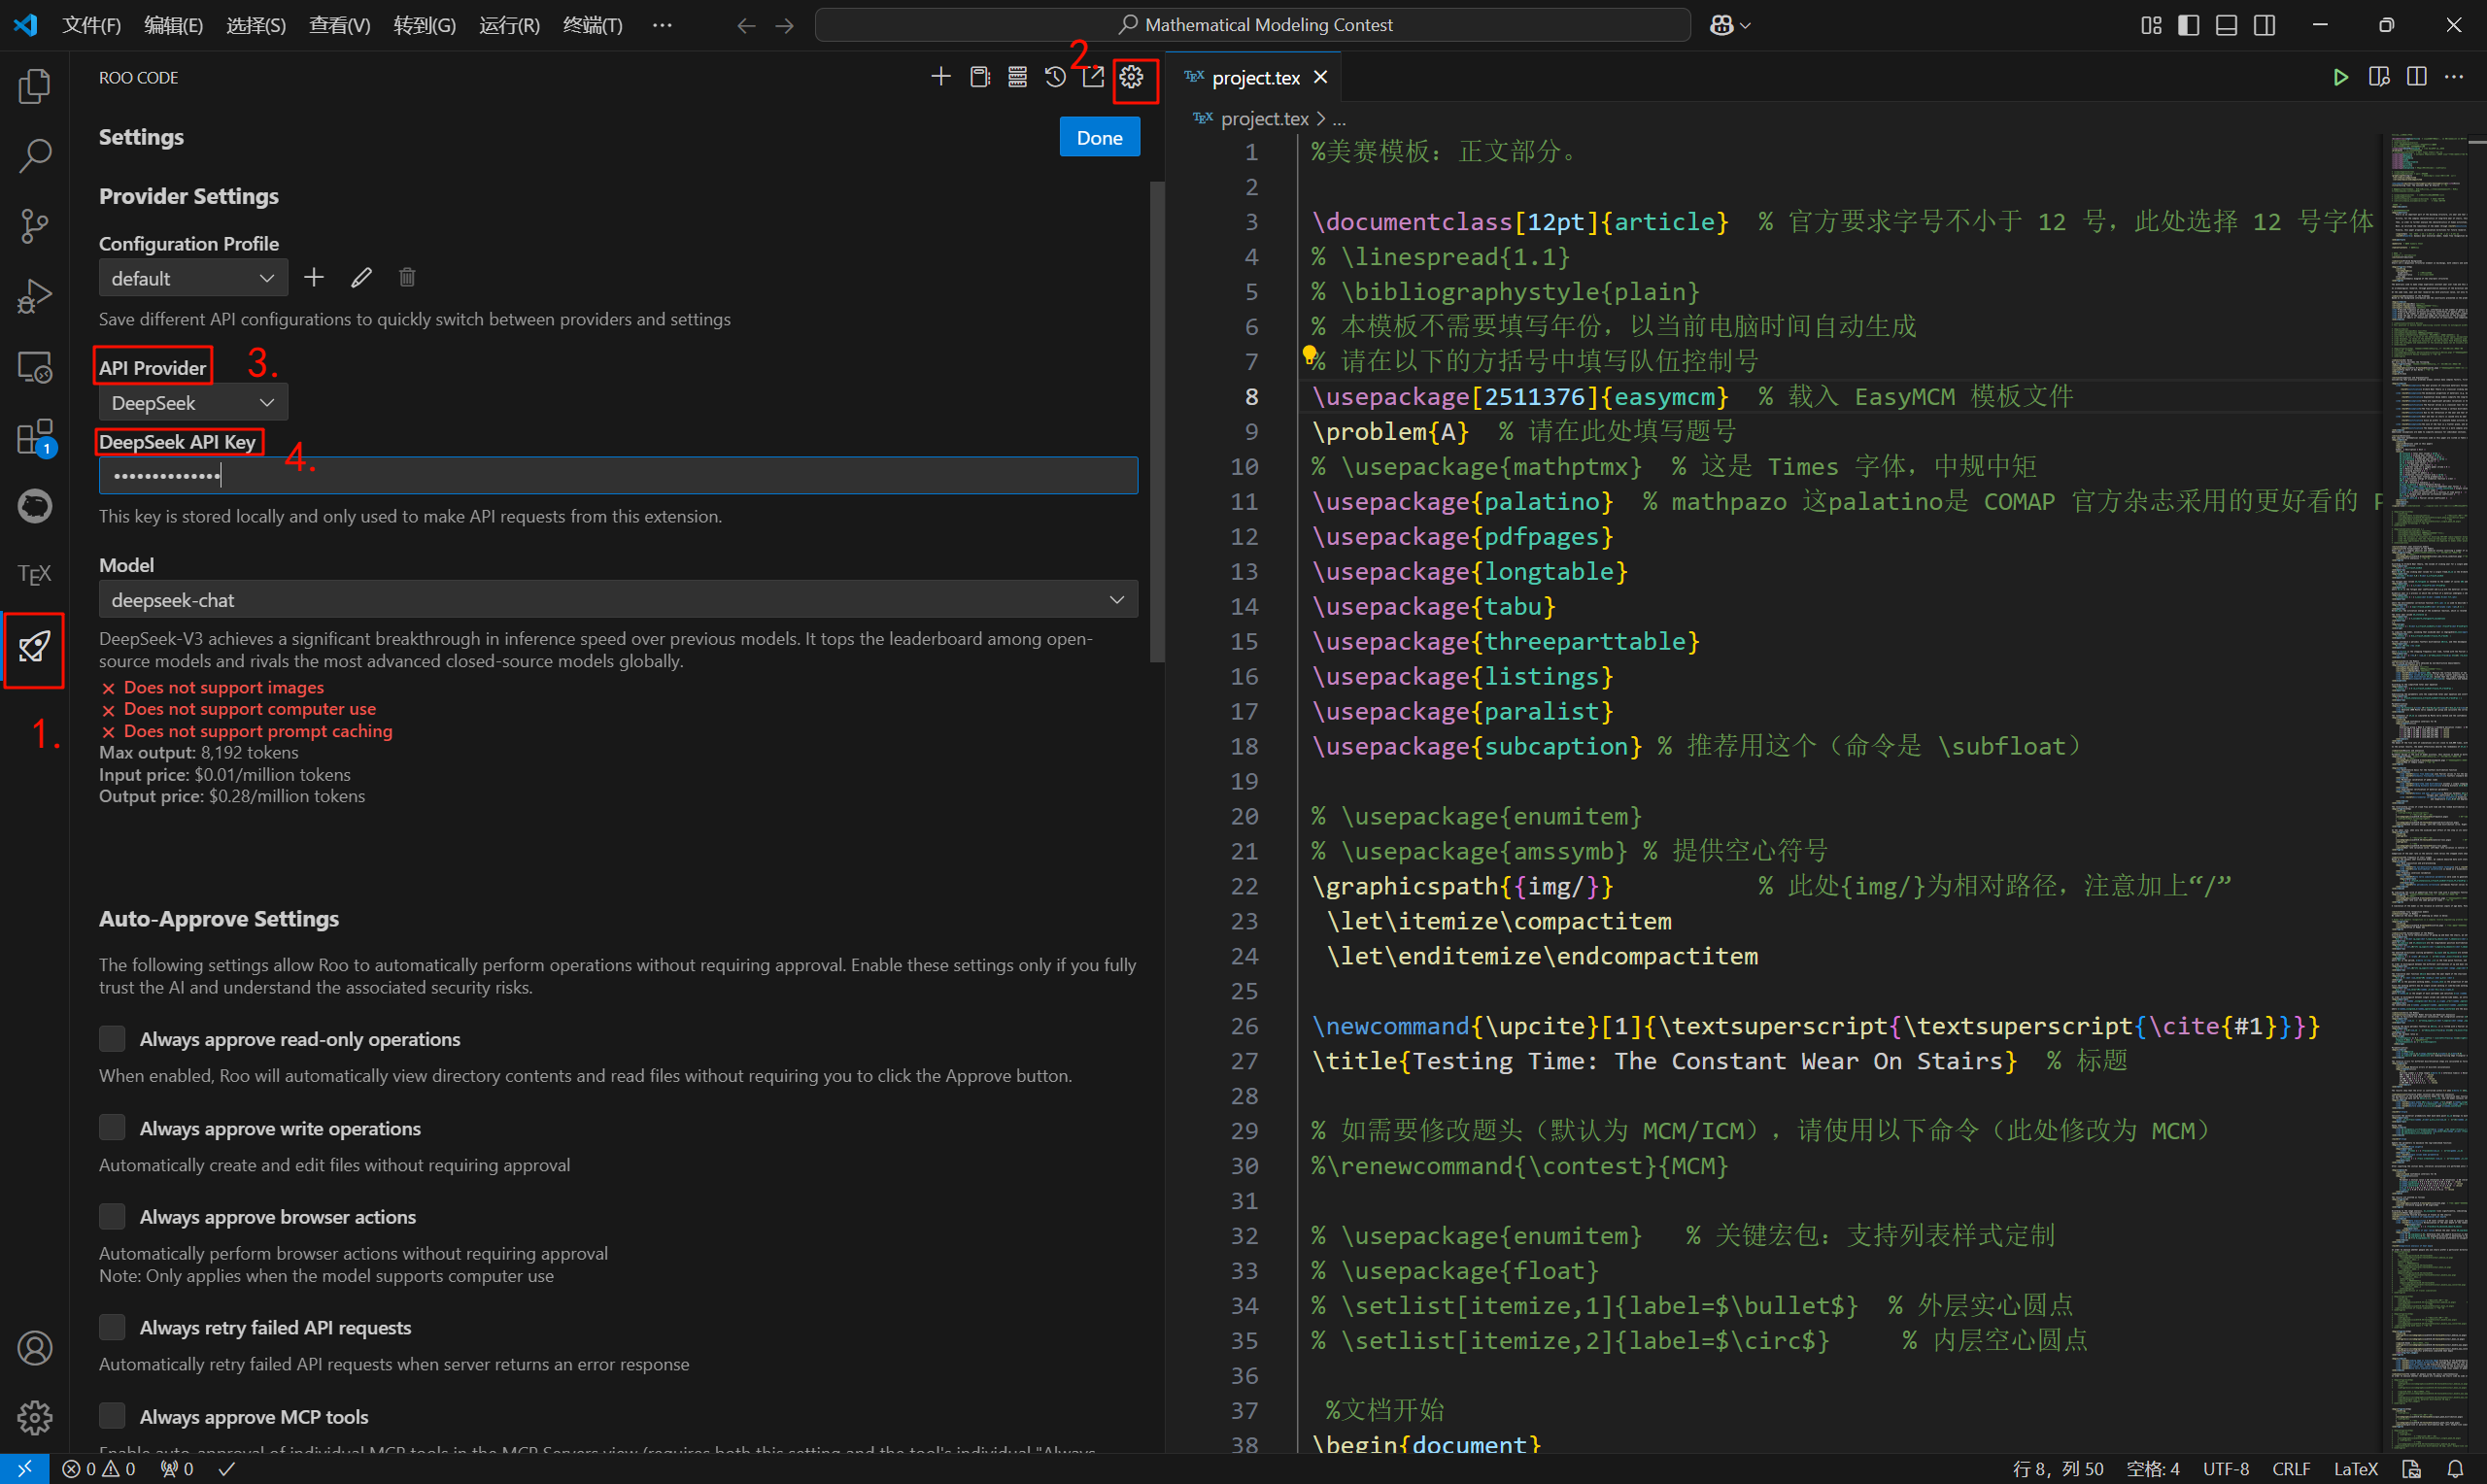 文件(F) 编辑(E) 选择(S) 查看(V) 转到(G) 运行(R) 终端(T) ··· Mathematical Modeling Contest
ROO CODE
2.
Settings
Done
Provider Settings
Configuration Profile
default
Save different API configurations to quickly switch between providers and settings
API Provider 3.
DeepSeek
DeepSeek API Key 4.
••••••••••••••
This key is stored locally and only used to make API requests from this extension.
Model
deepseek-chat
DeepSeek-V3 achieves a significant breakthrough in inference speed over previous models. It tops the leaderboard among open-
source models and rivals the most advanced closed-source models globally.
Does not support images
Does not support computer use
Does not support prompt caching
Max output: 8,192 tokens
Input price: $0.01/million tokens
Output price: $0.28/million tokens
Auto-Approve Settings
The following settings allow Roo to automatically perform operations without requiring approval. Enable these settings only if you fully
trust the AI and understand the associated security risks.
Always approve read-only operations
When enabled, Roo will automatically view directory contents and read files without requiring you to click the Approve button.
Always approve write operations
Automatically create and edit files without requiring approval
Always approve browser actions
Automatically perform browser actions without requiring approval
Note: Only applies when the model supports computer use
Always retry failed API requests
Automatically retry failed API requests when server returns an error response
Always approve MCP tools
Enable auto-approval of individual MCP tools in the MCP Servers view (requires both this setting and the tool's individual "Always
1
TEX
1.
TEX project.tex
TEX project.tex > ...
1 %美赛模板：正文部分。
2
3 \documentclass[12pt]{article}  % 官方要求字号不小于 12 号，此处选择 12 号字体
4 % \linespread{1.1}
5 % \bibliographystyle{plain}
6 % 本模板不需要填写年份，以当前电脑时间自动生成
7 % 请在以下的方括号中填写队伍控制号
8 \usepackage[2511376]{easymcm}  % 载入 EasyMCM 模板文件
9 \problem{A}  % 请在此处填写题号
10 % \usepackage{mathptmx}  % 这是 Times 字体，中规中矩
11 \usepackage{palatino}  % mathpazo 这palatino是 COMAP 官方杂志采用的更好看的
12 \usepackage{pdfpages}
13 \usepackage{longtable}
14 \usepackage{tabu}
15 \usepackage{threeparttable}
16 \usepackage{listings}
17 \usepackage{paralist}
18 \usepackage{subcaption} % 推荐用这个（命令是 \subfloat）
19
20 % \usepackage{enumitem}
21 % \usepackage{amssymb} % 提供空心符号
22 \graphicspath{{img/}}          % 此处{img/}为相对路径，注意加上“/”
23 \let\itemize\compactitem
24 \let\enditemize\endcompactitem
25
26 \newcommand{\upcite}[1]{\textsuperscript{\textsuperscript{\cite{#1}}}}
27 \title{Testing Time: The Constant Wear On Stairs}  % 标题
28
29 % 如需要修改题头（默认为 MCM/ICM），请使用以下命令（此处修改为 MCM）
30 %\renewcommand{\contest}{MCM}
31
32 % \usepackage{enumitem}   % 关键宏包：支持列表样式定制
33 % \usepackage{float}
34 % \setlist[itemize,1]{label=$\bullet$}  % 外层实心圆点
35 % \setlist[itemize,2]{label=$\circ$}     % 内层空心圆点
36
37 %文档开始
38 \begin{document}
0 0 0 行 8，列 50 空格: 4 UTF-8 CRLF LaTeX